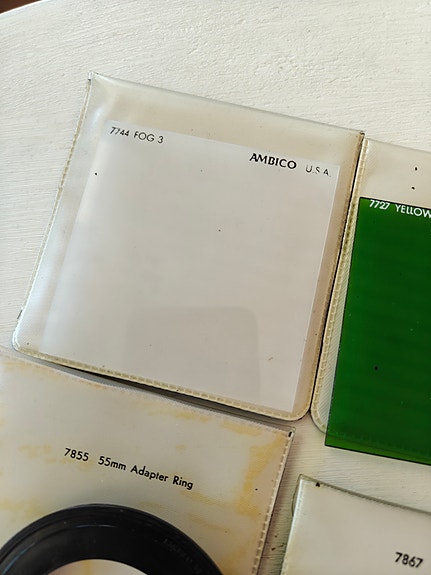 7744 FOG 3
AMBICO U.S.A.
7727 YELLOW
7855 55mm Adapter Ring
7867